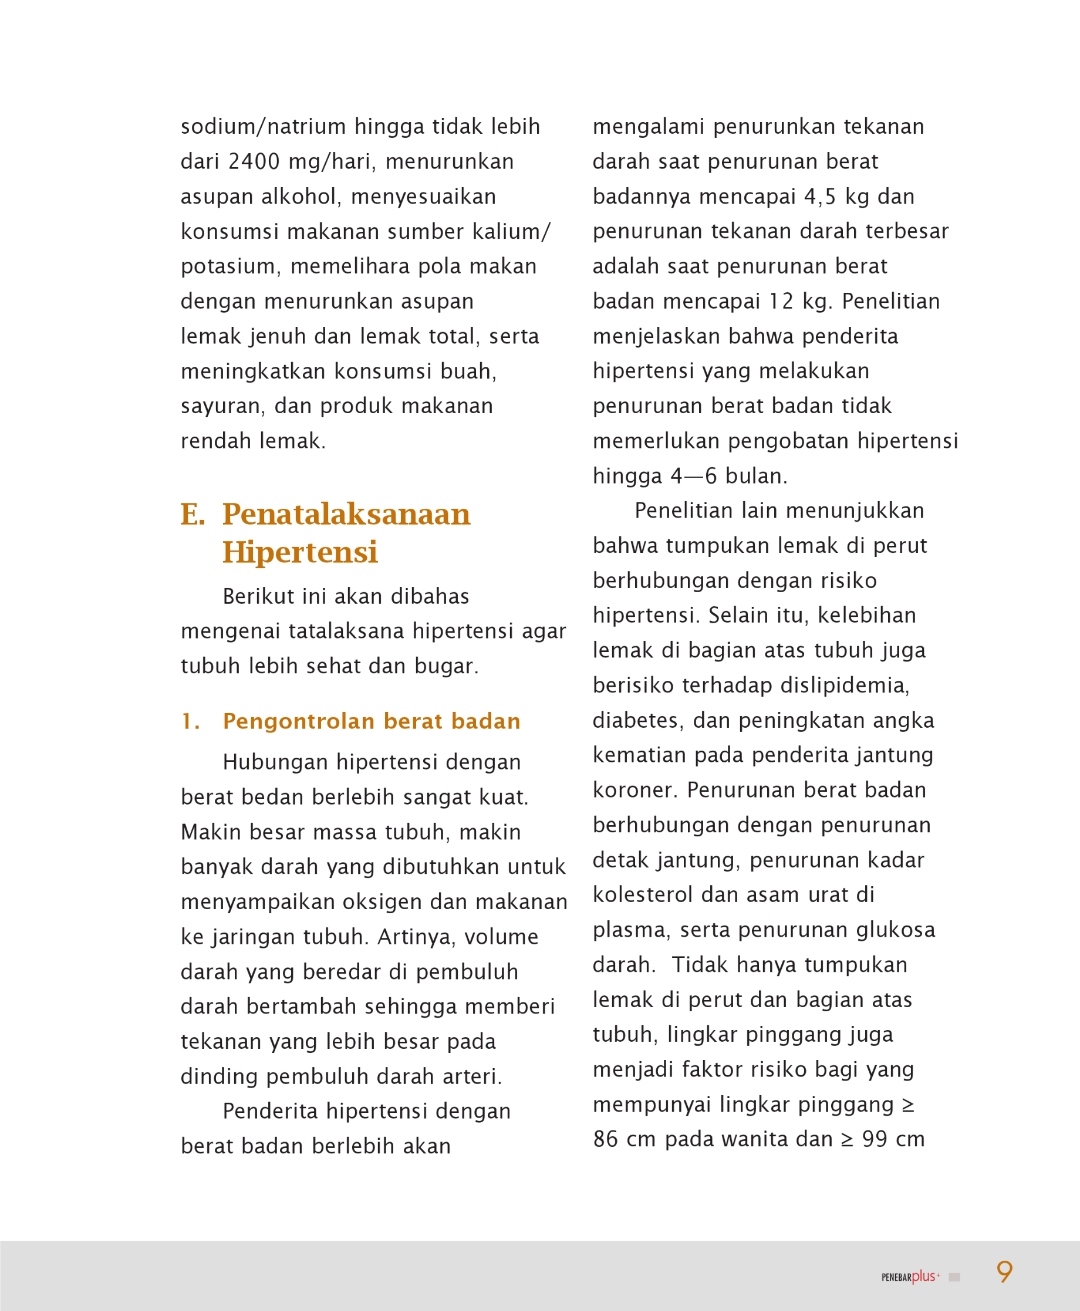 sodium/natrium hingga tidak lebih
dari 2400 mg/hari, menurunkan
asupan alkohol, menyesuaikan
konsumsi makanan sumber kalium/
potasium, memelihara pola makan
dengan menurunkan asupan
lemak jenuh dan lemak total, serta
meningkatkan konsumsi buah,
sayuran, dan produk makanan
rendah lemak.
E. Penatalaksanaan
Hipertensi
Berikut ini akan dibahas
mengenai tatalaksana hipertensi agar
tubuh lebih sehat dan bugar.
1. Pengontrolan berat badan
Hubungan hipertensi dengan
berat bedan berlebih sangat kuat.
Makin besar massa tubuh, makin
banyak darah yang dibutuhkan untuk
menyampaikan oksigen dan makanan
ke jaringan tubuh. Artinya, volume
darah yang beredar di pembuluh
darah bertambah sehingga memberi
tekanan yang lebih besar pada
dinding pembuluh darah arteri.
Penderita hipertensi dengan
berat badan berlebih akan
mengalami penurunkan tekanan
darah saat penurunan berat
badannya mencapai 4,5 kg dan
penurunan tekanan darah terbesar
adalah saat penurunan berat
badan mencapai 12 kg. Penelitian
menjelaskan bahwa penderita
hipertensi yang melakukan
penurunan berat badan tidak
memerlukan pengobatan hipertensi
hingga 4—6 bulan.
Penelitian lain menunjukkan
bahwa tumpukan lemak di perut
berhubungan dengan risiko
hipertensi. Selain itu, kelebihan
lemak di bagian atas tubuh juga
berisiko terhadap dislipidemia,
diabetes, dan peningkatan angka
kematian pada penderita jantung
koroner. Penurunan berat badan
berhubungan dengan penurunan
detak jantung, penurunan kadar
kolesterol dan asam urat di
plasma, serta penurunan glukosa
darah.  Tidak hanya tumpukan
lemak di perut dan bagian atas
tubuh, lingkar pinggang juga
menjadi faktor risiko bagi yang
mempunyai lingkar pinggang ≥
86 cm pada wanita dan ≥ 99 cm
PENEBARplus+
9